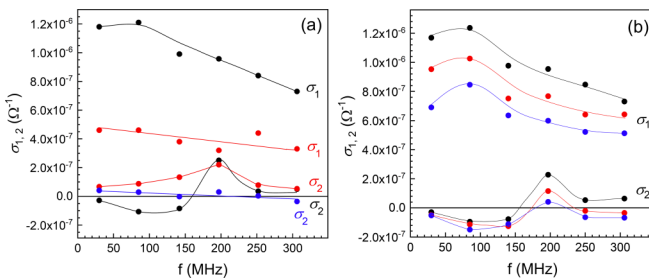 (a)
1.2x10⁻⁶
1.0x10⁻⁶
8.0x10⁻⁷
6.0x10⁻⁷
4.0x10⁻⁷
2.0x10⁻⁷
0.0
-2.0x10⁻⁷
σ₁, ₂ (Ω⁻¹)
σ₁
σ₁
σ₂
σ₂
σ₂
0 50 100 150 200 250 300
f (MHz)
(b)
1.2x10⁻⁶
1.0x10⁻⁶
8.0x10⁻⁷
6.0x10⁻⁷
4.0x10⁻⁷
2.0x10⁻⁷
0.0
-2.0x10⁻⁷
σ₁, ₂ (Ω⁻¹)
σ₁
σ₂
0 50 100 150 200 250 300
f (MHz)